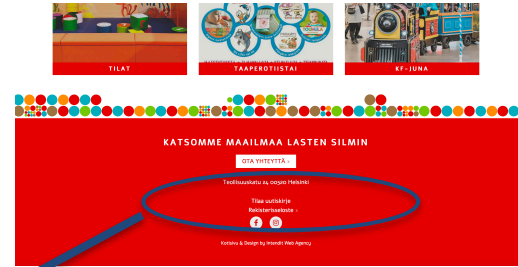 TILAT
TAAPEROTIISTAI
KF-JUNA
KATSOMME MAAILMAA LASTEN SILMIN
OTA YHTEYTTÄ ›
Teollisuuskatu 24 00510 Helsinki
Tilaa uutiskirje
Rekisteriseloste ›
Kotisivu & Design by Intendit Web Agency